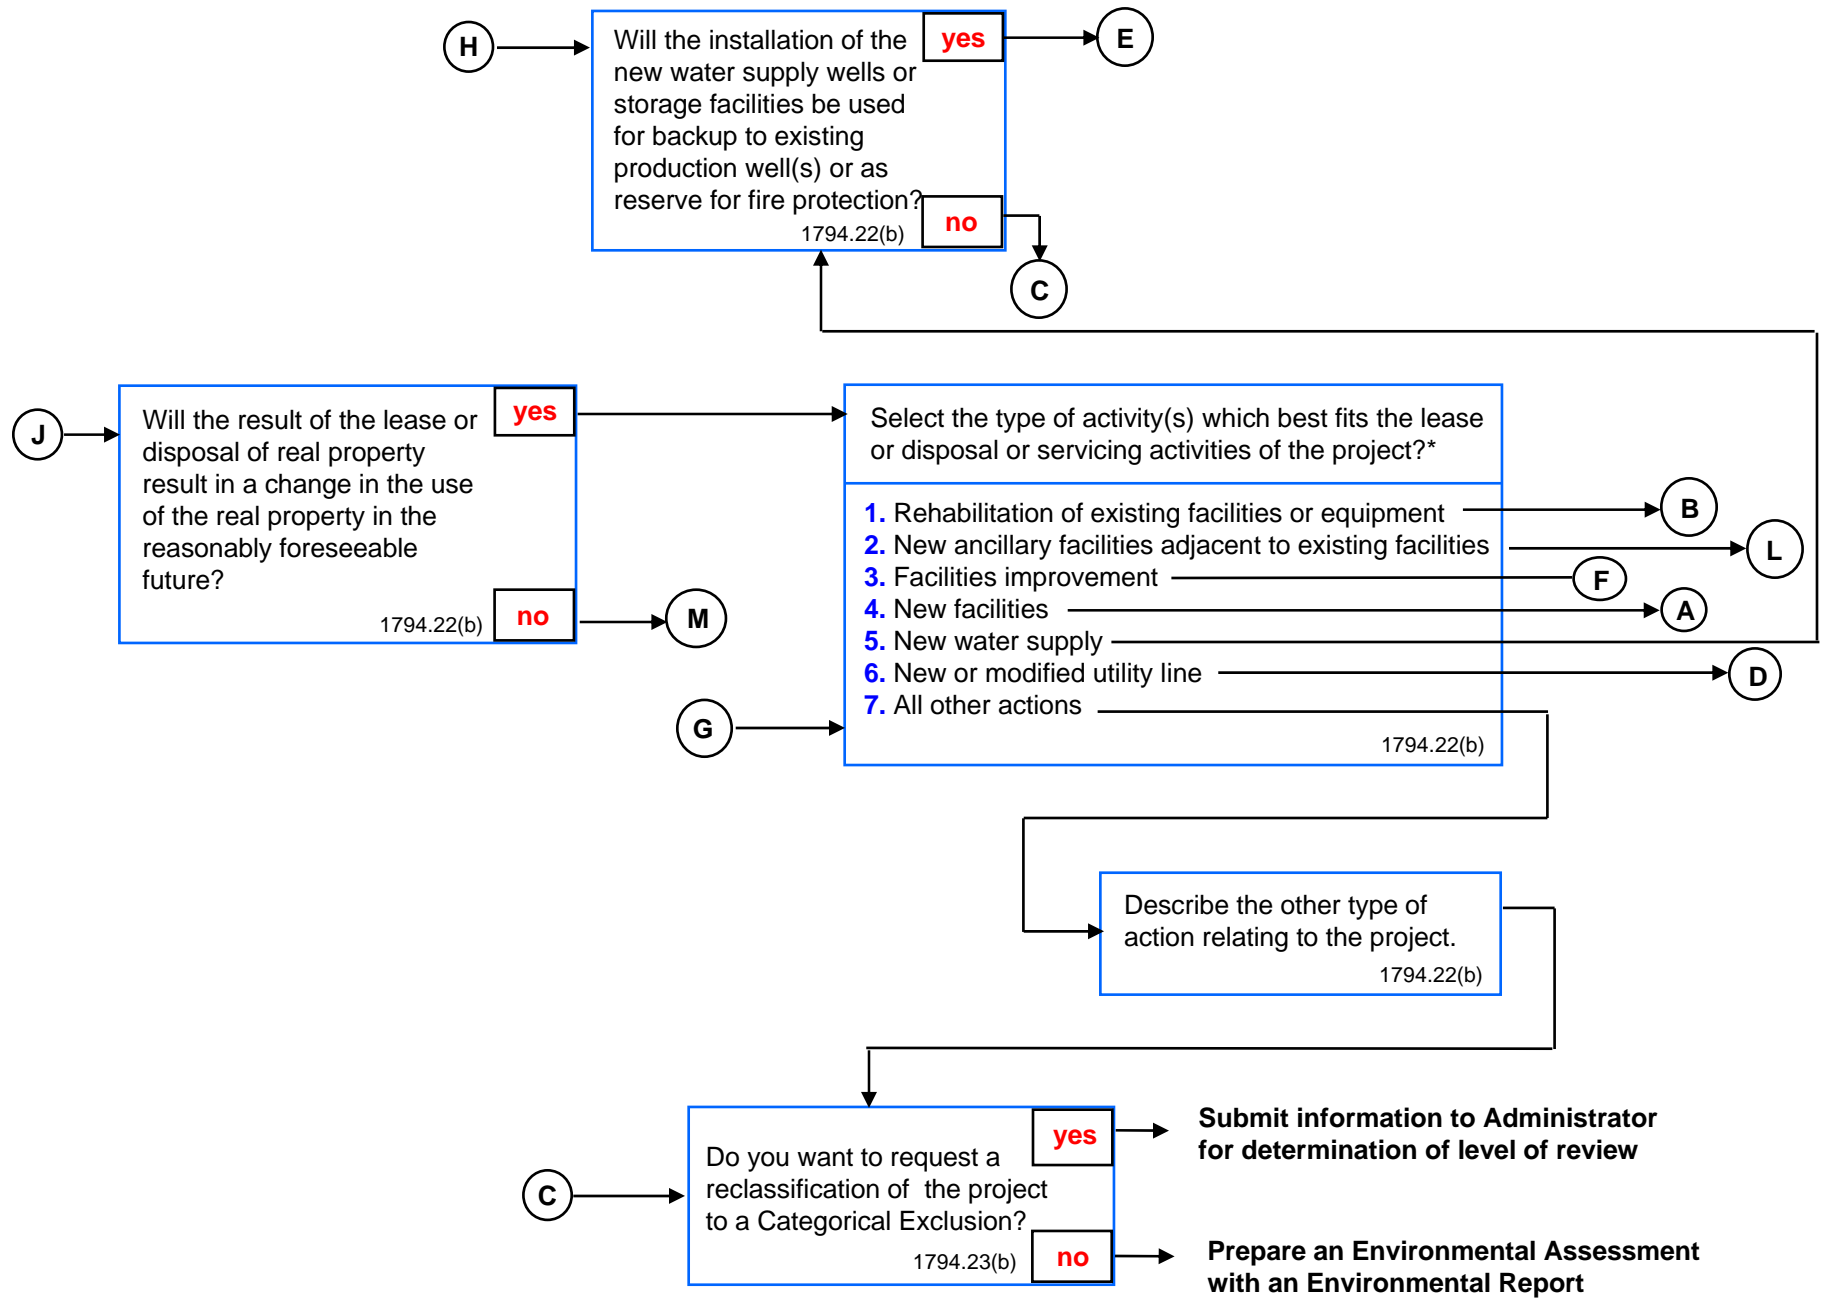 H
Will the installation of the
new water supply wells or
storage facilities be used
for backup to existing
production well(s) or as
reserve for fire protection?
1794.22(b)
yes
E
no
C
J
Will the result of the lease or
disposal of real property
result in a change in the use
of the real property in the
reasonably foreseeable
future?
1794.22(b)
yes
no
M
Select the type of activity(s) which best fits the lease
or disposal or servicing activities of the project?*
1. Rehabilitation of existing facilities or equipment
B
2. New ancillary facilities adjacent to existing facilities
L
3. Facilities improvement
F
4. New facilities
A
5. New water supply
6. New or modified utility line
D
7. All other actions
1794.22(b)
G
Describe the other type of
action relating to the project.
1794.22(b)
C
Do you want to request a
reclassification of  the project
to a Categorical Exclusion?
1794.23(b)
yes
Submit information to Administrator
for determination of level of review
no
Prepare an Environmental Assessment
with an Environmental Report